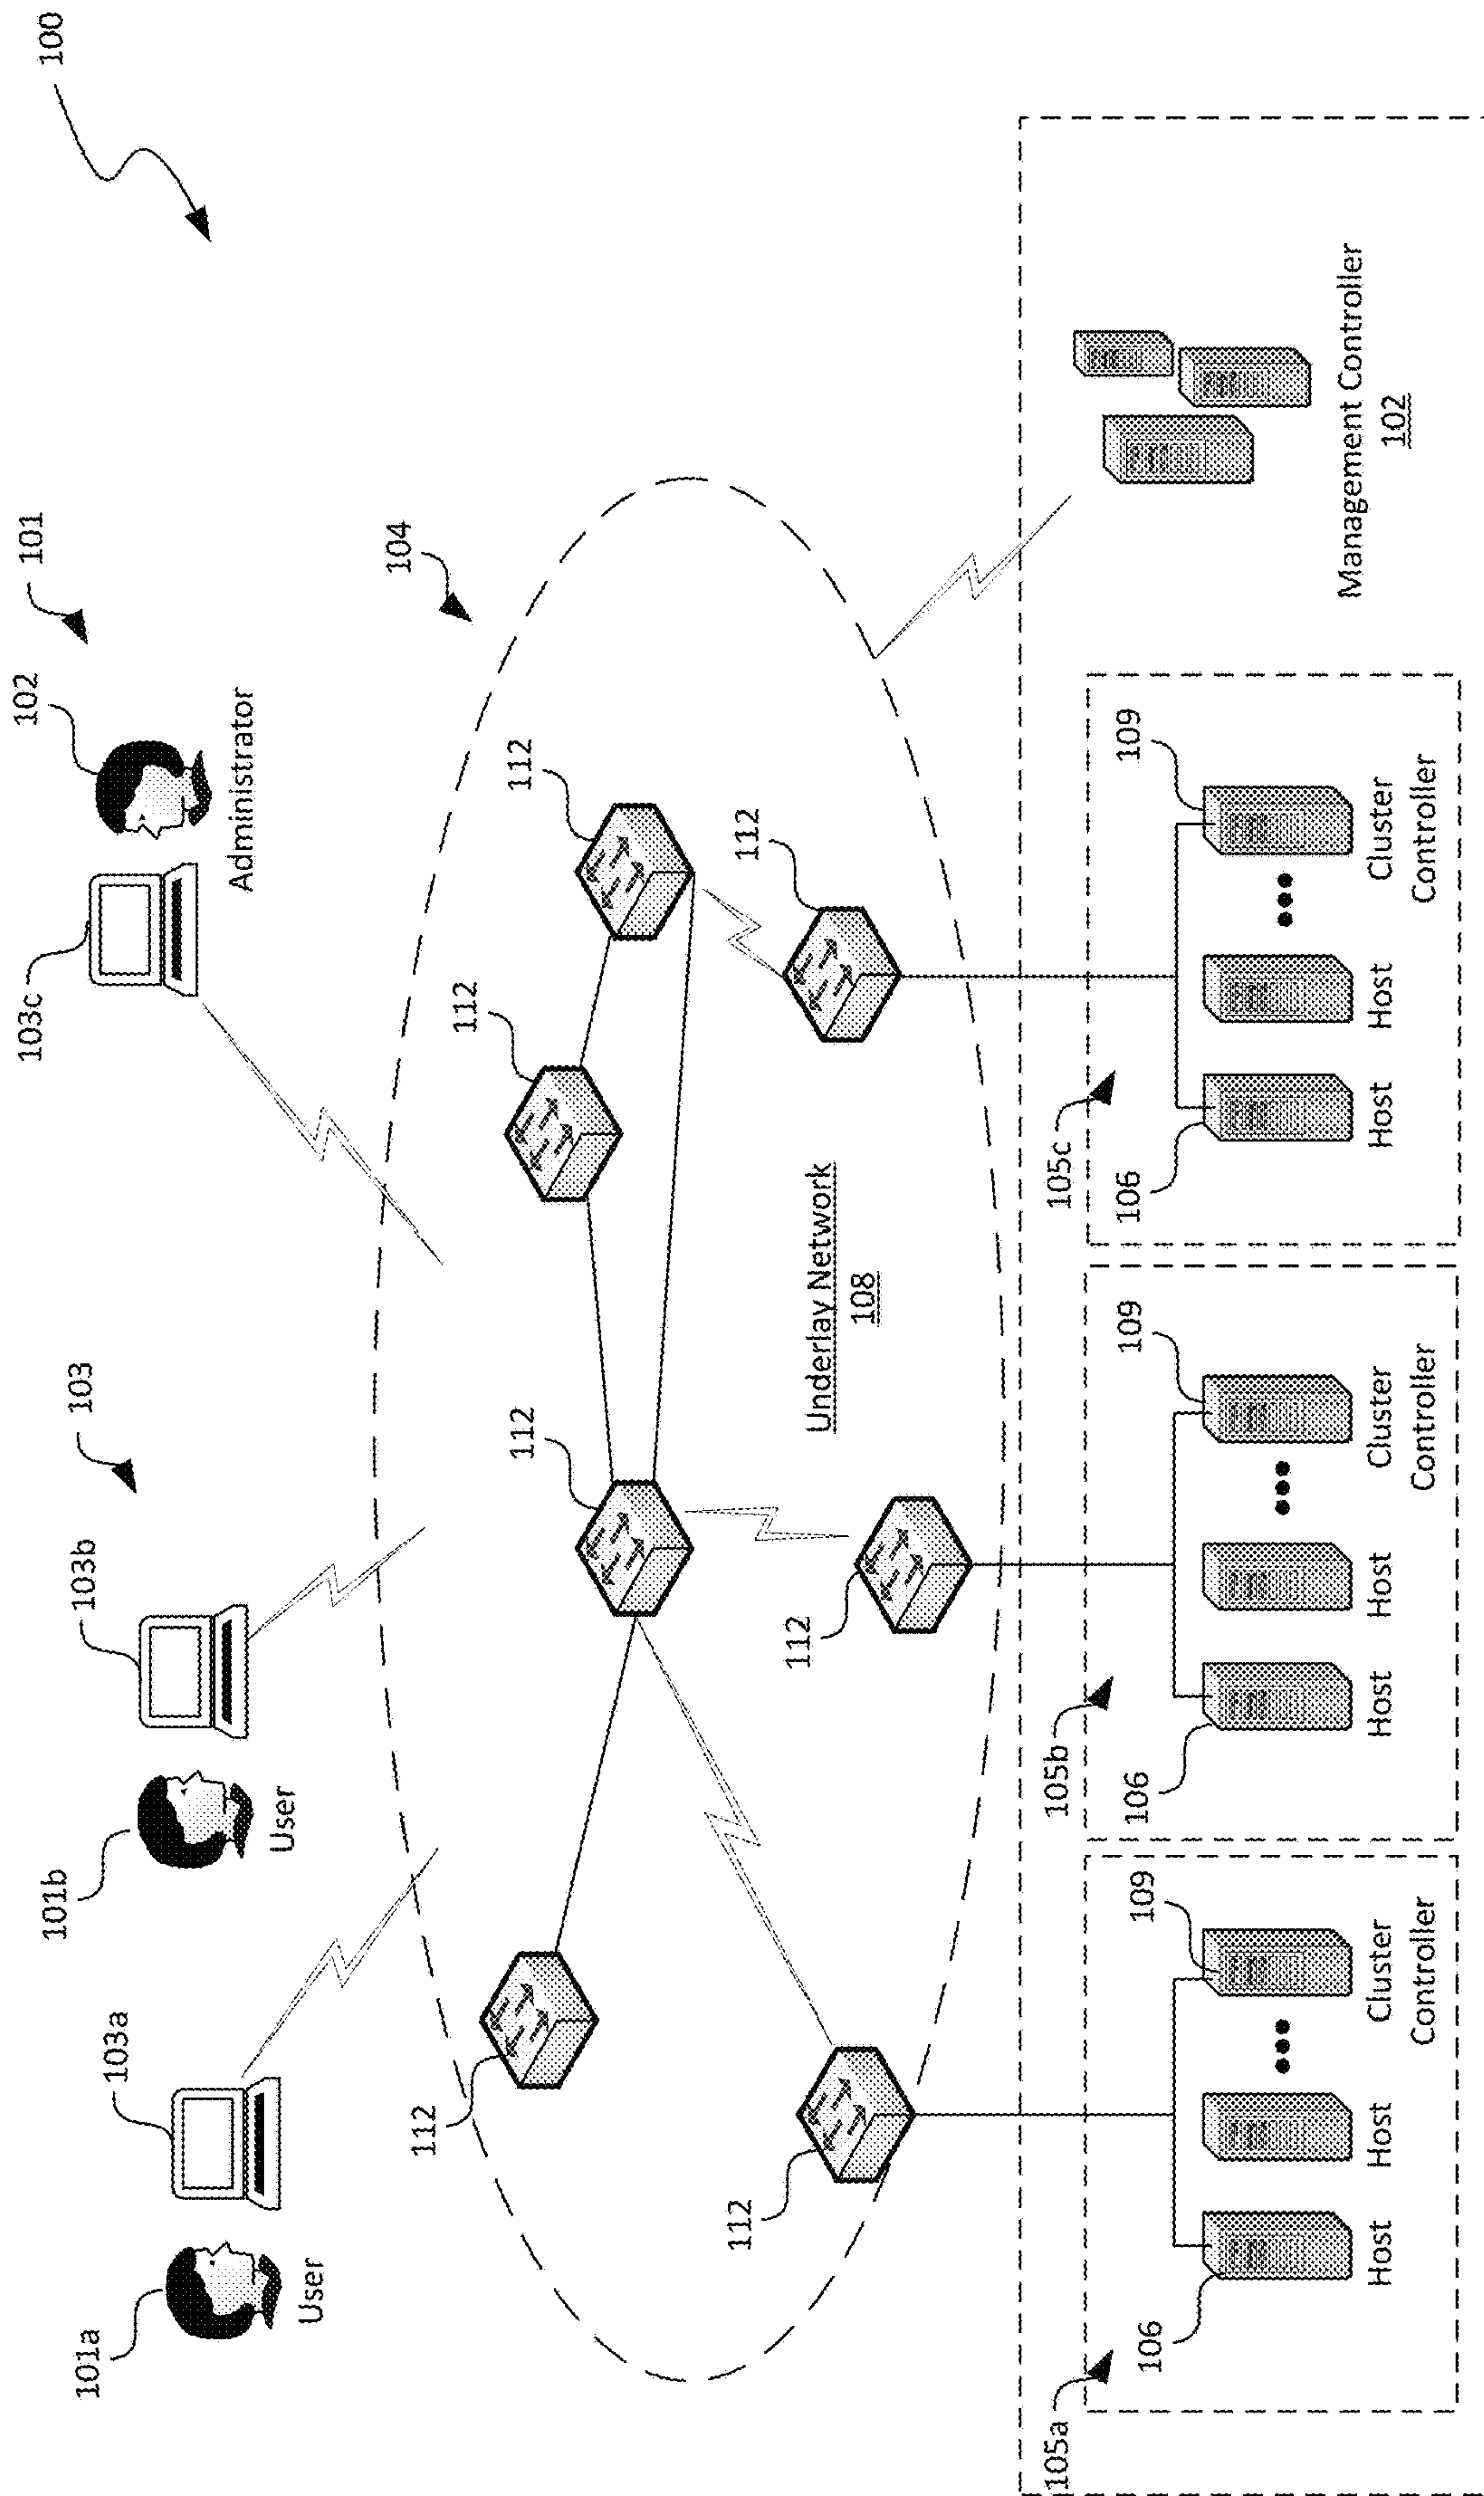 100
103
101
101a
103a
101b
103b
103c
102
User
User
Administrator
104
112
112
112
112
112
112
112
Underlay Network
108
105a
105b
105c
106
109
106
109
106
109
Host
Host
Cluster
Controller
Host
Host
Cluster
Controller
Host
Host
Cluster
Controller
Management Controller
102